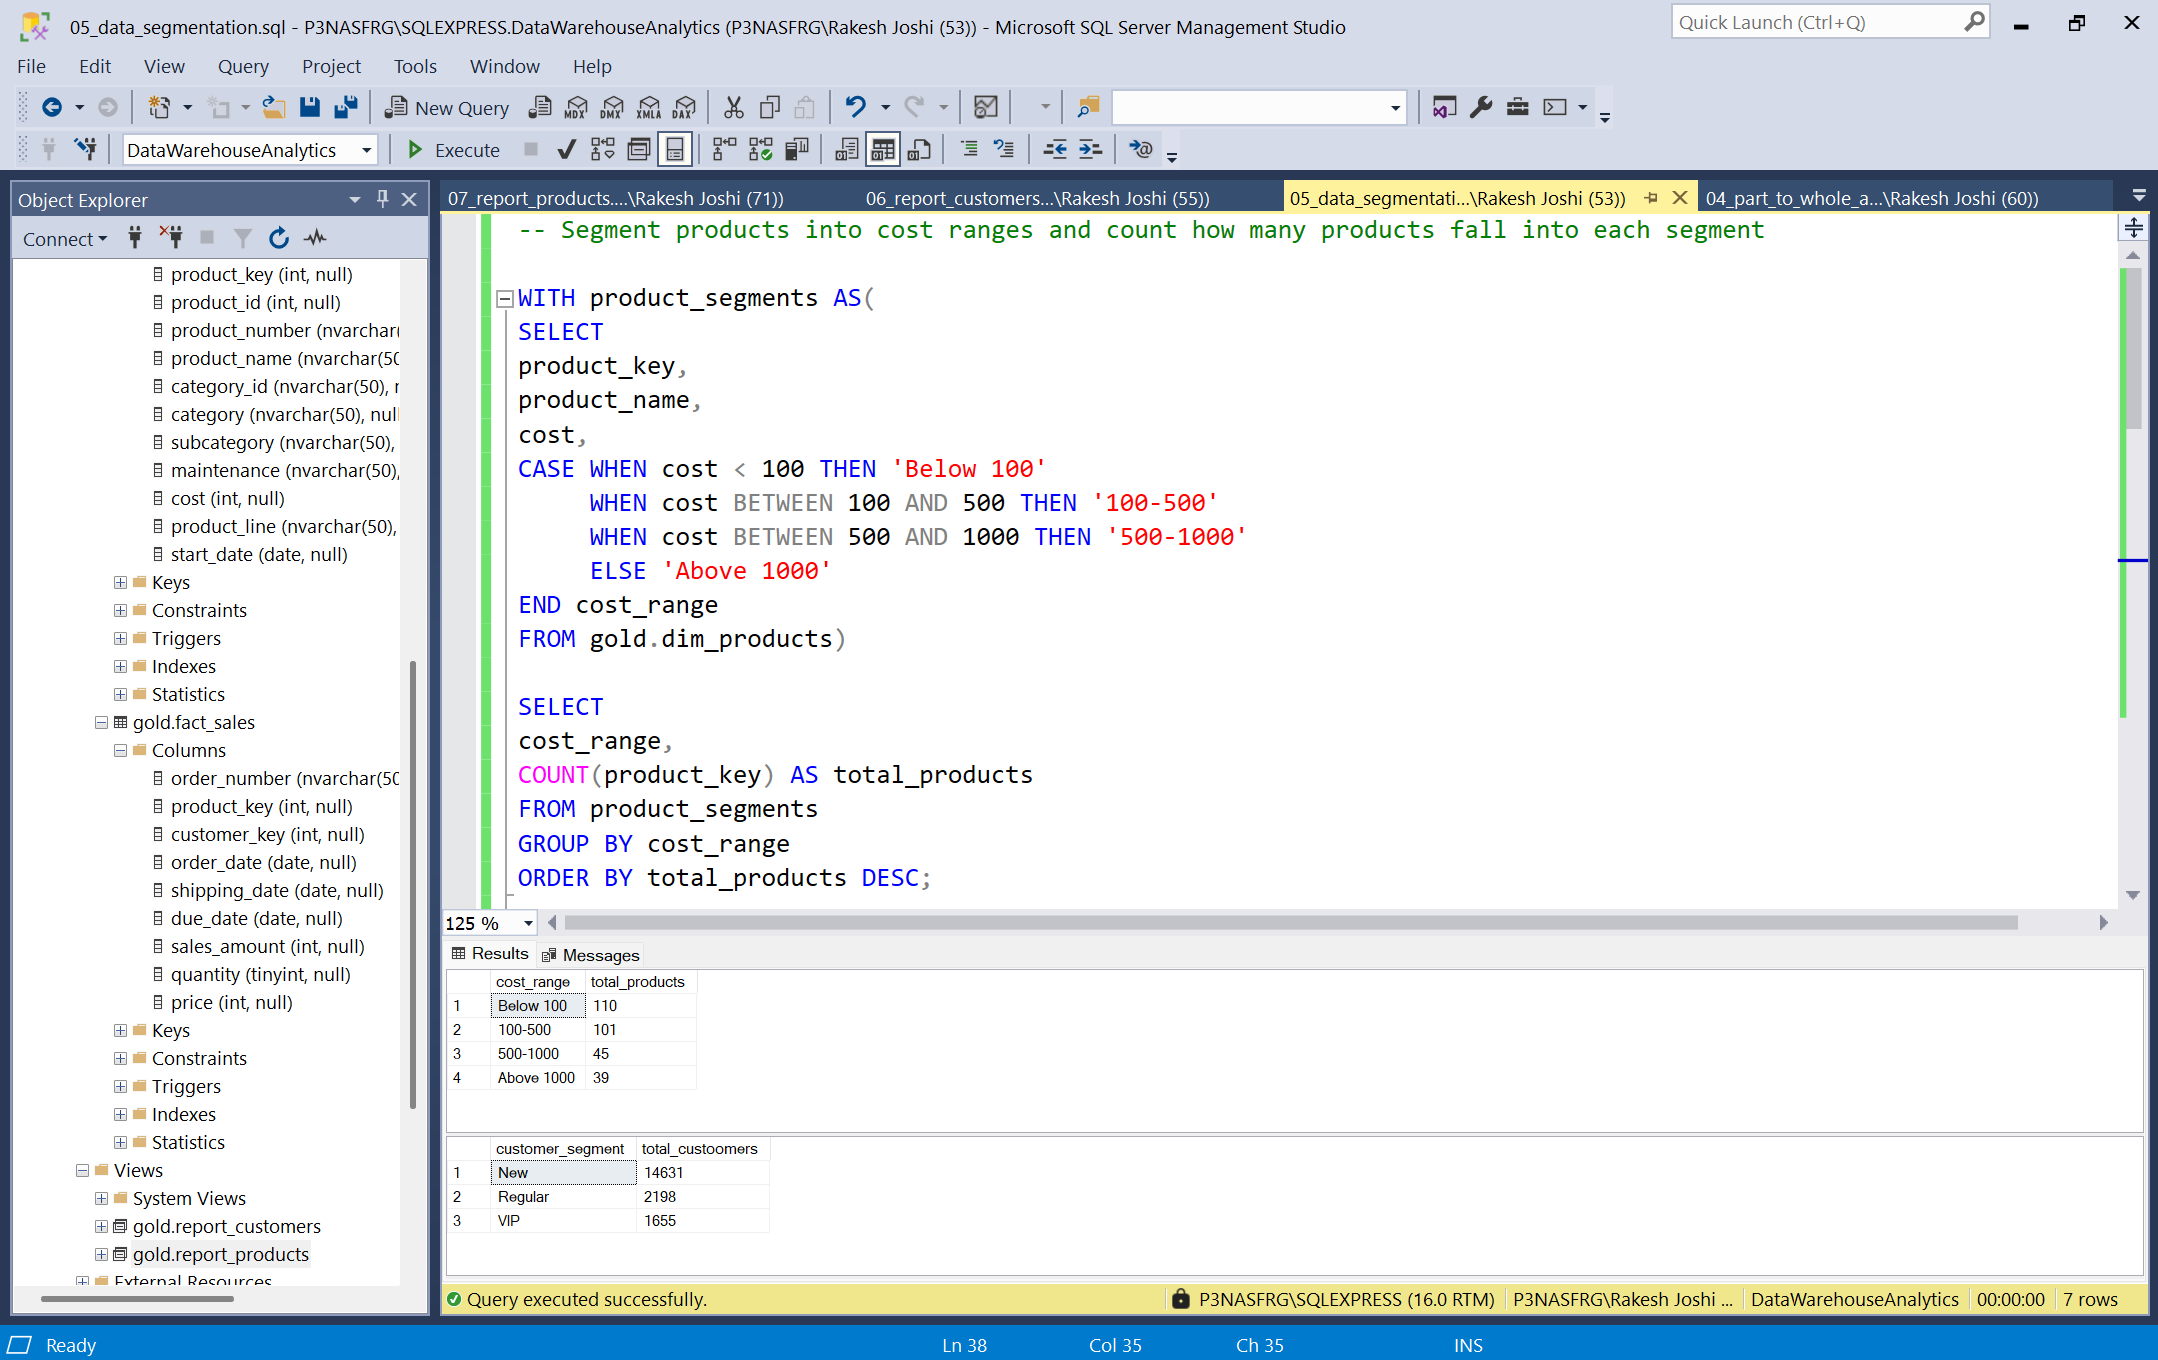 05_data_segmentation.sql - P3NASFRG\SQLEXPRESS.DataWarehouseAnalytics (P3NASFRG\Rakesh Joshi (53)) - Microsoft SQL Server Management Studio
Quick Launch (Ctrl+Q)
File Edit View Query Project Tools Window Help
New Query MDX DMX XMLA DAX
DataWarehouseAnalytics Execute
Object Explorer
Connect
product_key (int, null)
product_id (int, null)
product_number (nvarchar(
product_name (nvarchar(50
category_id (nvarchar(50), r
category (nvarchar(50), null
subcategory (nvarchar(50),
maintenance (nvarchar(50),
cost (int, null)
product_line (nvarchar(50),
start_date (date, null)
Keys
Constraints
Triggers
Indexes
Statistics
gold.fact_sales
Columns
order_number (nvarchar(50
product_key (int, null)
customer_key (int, null)
order_date (date, null)
shipping_date (date, null)
due_date (date, null)
sales_amount (int, null)
quantity (tinyint, null)
price (int, null)
Keys
Constraints
Triggers
Indexes
Statistics
Views
System Views
gold.report_customers
gold.report_products
External Resources
07_report_products....\Rakesh Joshi (71)) 06_report_customers...\Rakesh Joshi (55)) 05_data_segmentati...\Rakesh Joshi (53)) 04_part_to_whole_a...\Rakesh Joshi (60))
-- Segment products into cost ranges and count how many products fall into each segment
WITH product_segments AS(
SELECT
product_key,
product_name,
cost,
CASE WHEN cost < 100 THEN 'Below 100'
WHEN cost BETWEEN 100 AND 500 THEN '100-500'
WHEN cost BETWEEN 500 AND 1000 THEN '500-1000'
ELSE 'Above 1000'
END cost_range
FROM gold.dim_products)
SELECT
cost_range,
COUNT(product_key) AS total_products
FROM product_segments
GROUP BY cost_range
ORDER BY total_products DESC;
125 %
Results Messages
cost_range total_products
1 Below 100 110
2 100-500 101
3 500-1000 45
4 Above 1000 39
customer_segment total_custoomers
1 New 14631
2 Regular 2198
3 VIP 1655
Query executed successfully. P3NASFRG\SQLEXPRESS (16.0 RTM) P3NASFRG\Rakesh Joshi ... DataWarehouseAnalytics 00:00:00 7 rows
Ready Ln 38 Col 35 Ch 35 INS